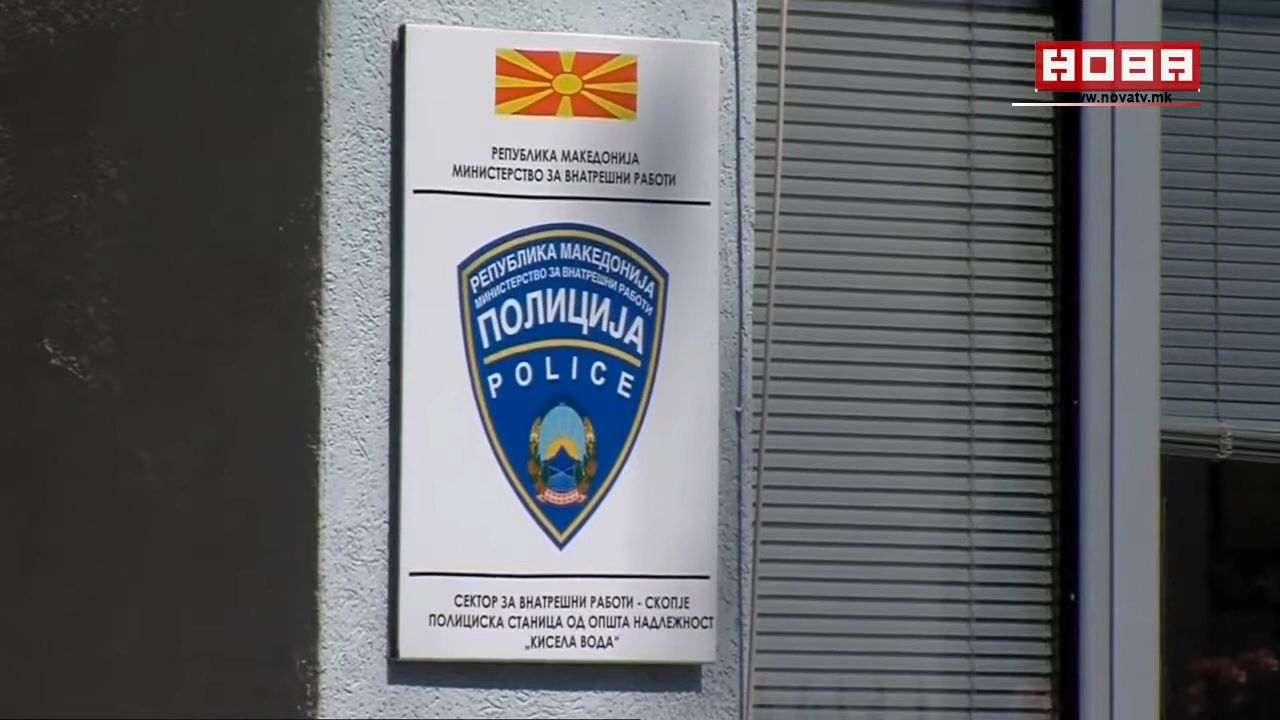 НОВА
www.novatv.mk
РЕПУБЛИКА МАКЕДОНИЈА
МИНИСТЕРСТВО ЗА ВНАТРЕШНИ РАБОТИ
РЕПУБЛИКА МАКЕДОНИЈА
МИНИСТЕРСТВО ЗА ВНАТРЕШНИ РАБОТИ
ПОЛИЦИЈА
POLICE
СЕКТОР ЗА ВНАТРЕШНИ РАБОТИ - СКОПЈЕ
ПОЛИЦИСКА СТАНИЦА ОД ОПШТА НАДЛЕЖНОСТ
„КИСЕЛА ВОДА“